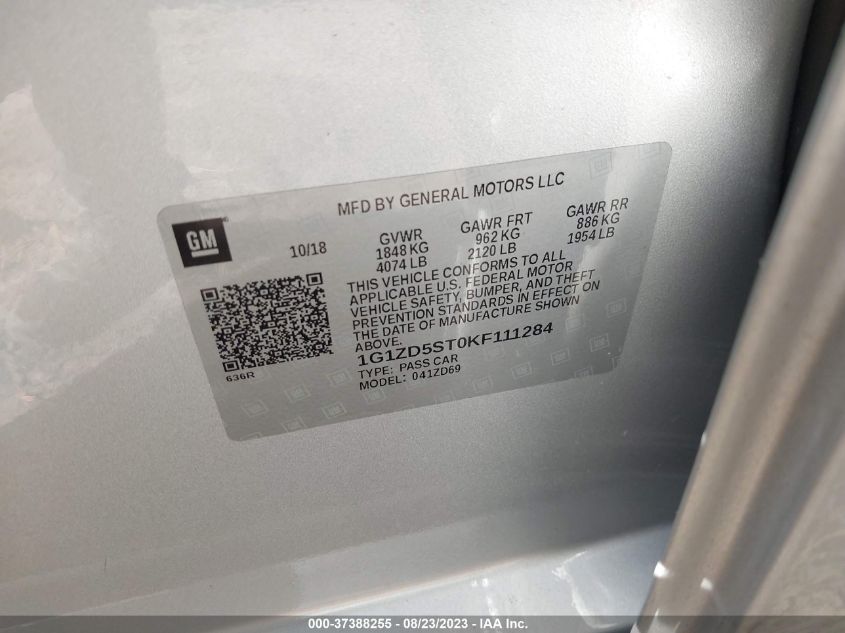 MFD BY GENERAL MOTORS LLC
GM
10/18
GVWR
1848 KG
4074 LB
GAWR FRT
962 KG
2120 LB
GAWR RR
886 KG
1954 LB
THIS VEHICLE CONFORMS TO ALL
APPLICABLE U.S. FEDERAL MOTOR
VEHICLE SAFETY, BUMPER, AND THEFT
PREVENTION STANDARDS IN EFFECT ON
THE DATE OF MANUFACTURE SHOWN
ABOVE.
1G1ZD5ST0KF111284
TYPE: PASS CAR
MODEL: 041ZD69
636R
000-37388255 - 08/23/2023 - IAA Inc.